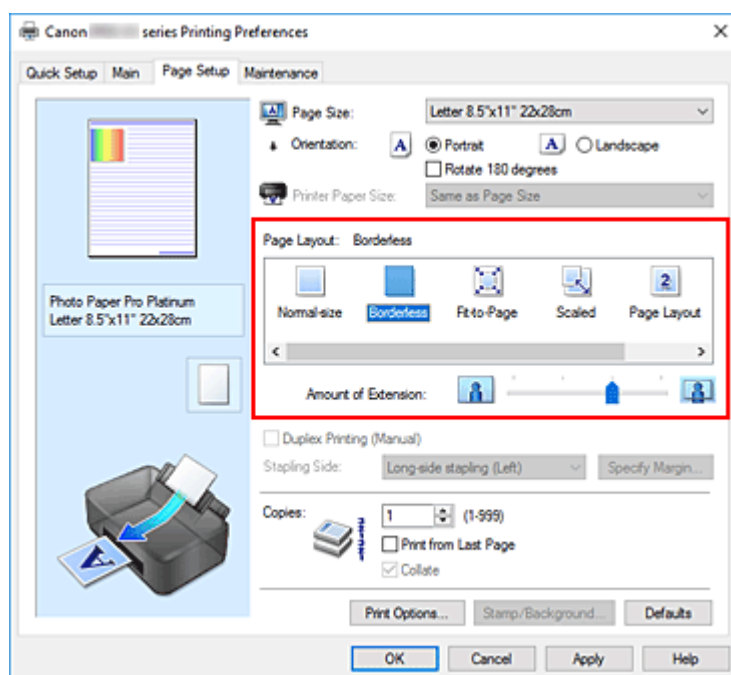 Canon series Printing Preferences
Quick Setup Main Page Setup Maintenance
Page Size: Letter 8.5"x11" 22x28cm
Orientation: A Portrait A Landscape
Rotate 180 degrees
Printer Paper Size: Same as Page Size
Page Layout: Borderless
Normal-size Borderless Fit-to-Page Scaled 2 Page Layout
Photo Paper Pro Platinum
Letter 8.5"x11" 22x28cm
Amount of Extension:
Duplex Printing (Manual)
Stapling Side: Long-side stapling (Left) Specify Margin...
Copies: 1 (1-999)
Print from Last Page
Collate
A
Print Options... Stamp/Background... Defaults
OK Cancel Apply Help